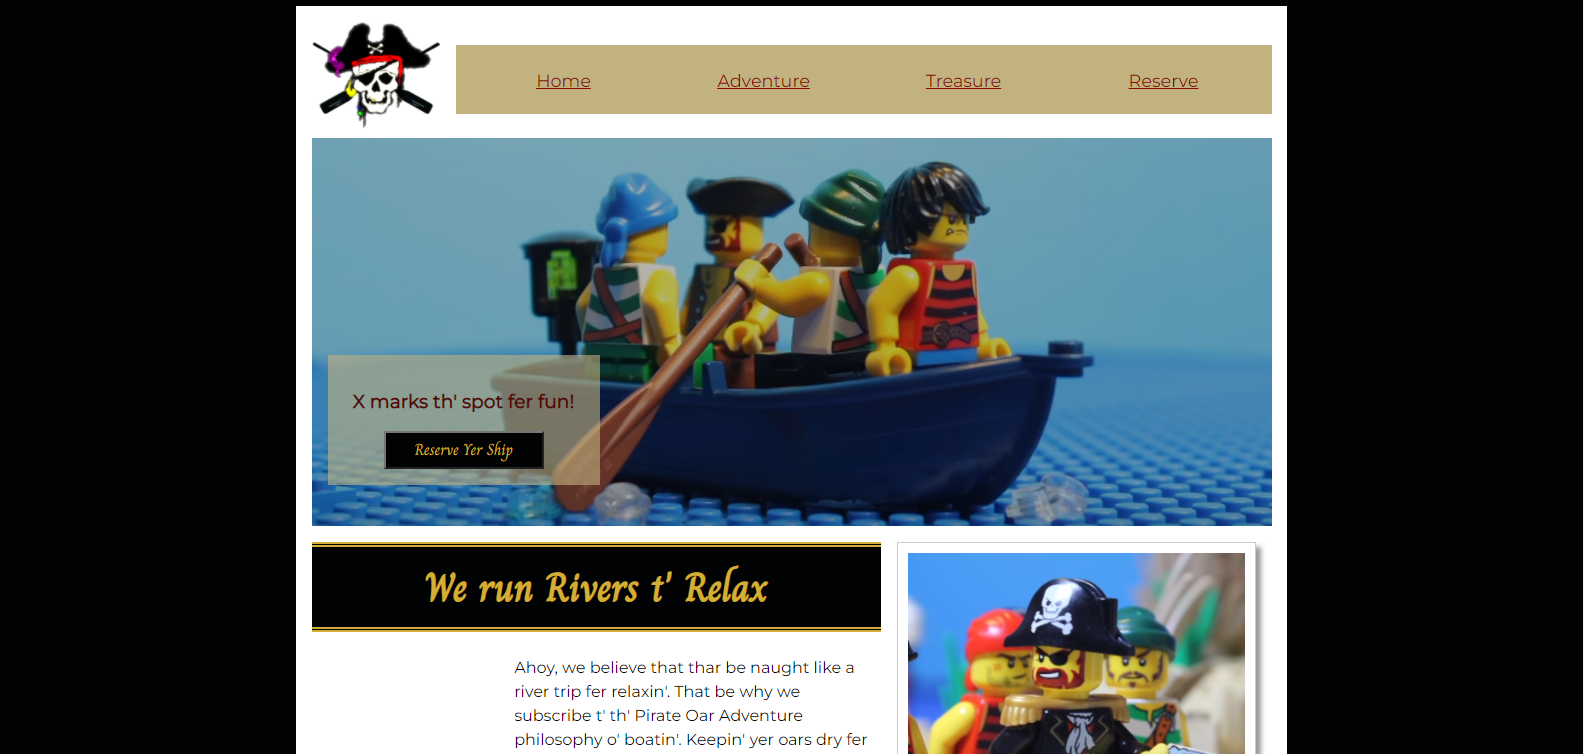 Home Adventure Treasure Reserve
X marks th' spot fer fun!
Reserve Yer Ship
We run Rivers t' Relax
Ahoy, we believe that thar be naught like a
river trip fer relaxin'. That be why we
subscribe t' th' Pirate Oar Adventure
philosophy o' boatin'. Keepin' yer oars dry fer